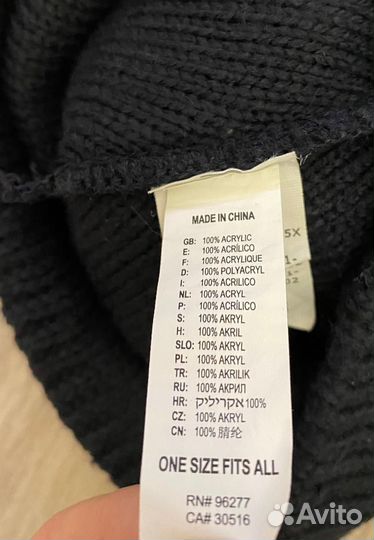 MADE IN CHINA
GB: 100% ACRYLIC
E: 100% ACRÍLICO
F: 100% ACRYLIQUE
D: 100% POLYACRYL
I: 100% ACRILICO
NL: 100% ACRYL
P: 100% ACRÍLICO
S: 100% AKRYL
H: 100% AKRIL
SLO: 100% AKRYL
PL: 100% AKRYL
TR: 100% AKRILIK
RU: 100% АКРИЛ
HR: 100% אקריליק
CZ: 100% AKRYL
CN: 100% 腈纶
ONE SIZE FITS ALL
RN# 96277
CA# 30516
5X
Avito